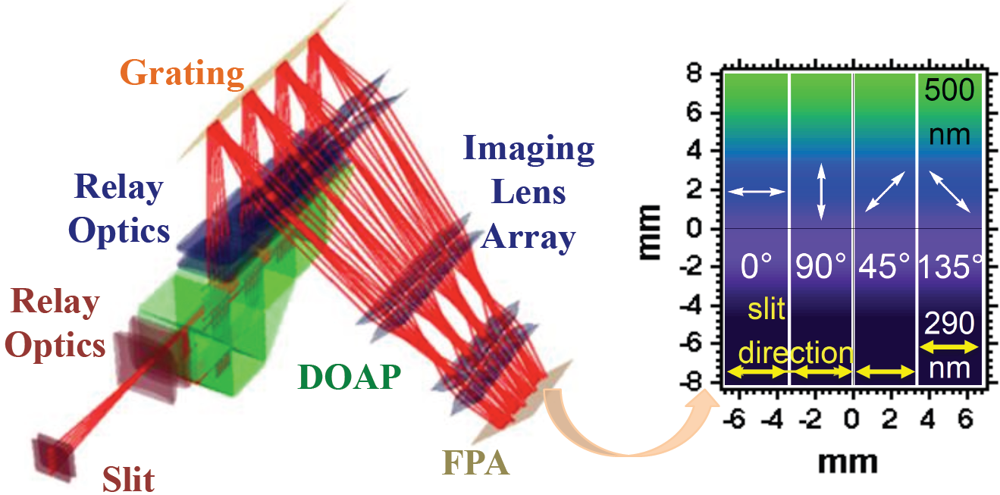 Grating
Relay
Optics
Imaging
Lens
Array
Relay
Optics
DOAP
FPA
Slit
8
6
4
2
0
-2
-4
-6
-8
mm
500
nm
0° 90° 45° 135°
slit
direction
290
nm
-6 -4 -2 0 2 4 6
mm